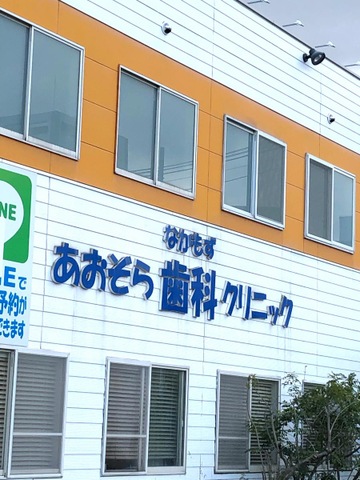 なかもず
あおぞら歯科クリニック
NE
Eで
予約が
できます